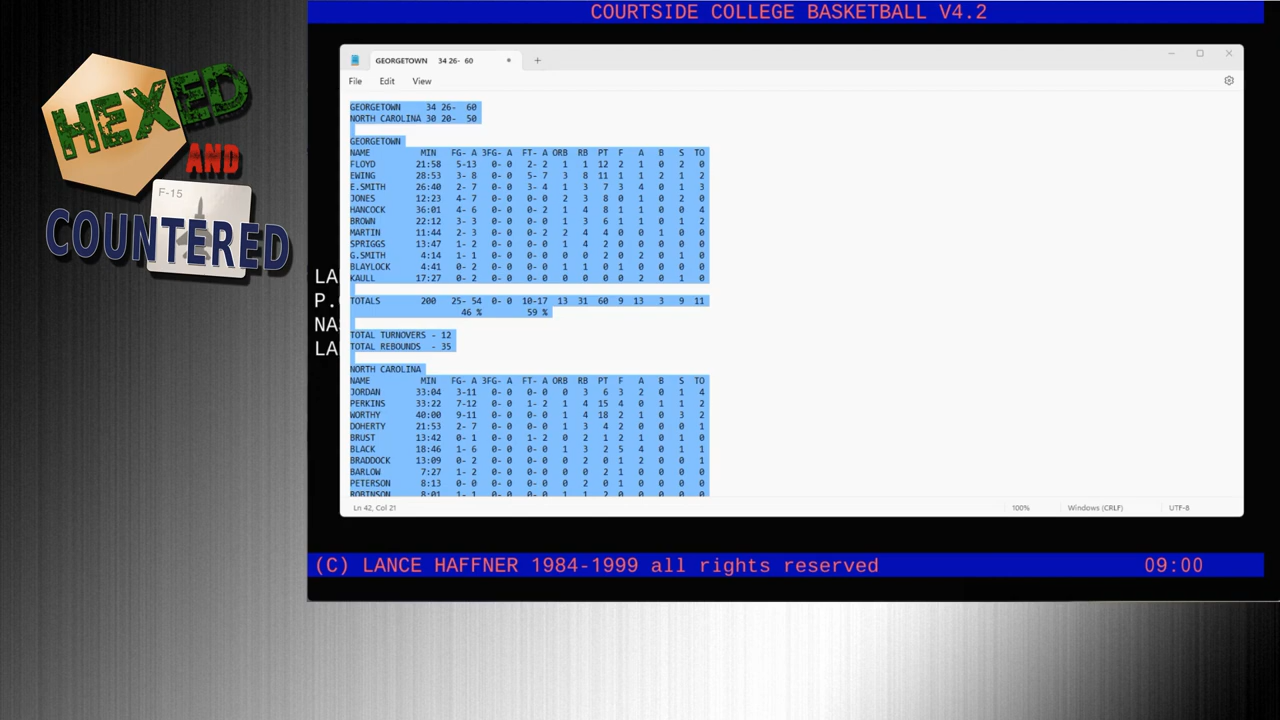 COURTSIDE COLLEGE BASKETBALL V4.2
HEXED
AND
F-15
COUNTERED
GEORGETOWN 34 26- 60
File Edit View
GEORGETOWN 34 26- 60
NORTH CAROLINA 30 20- 50
GEORGETOWN
NAME MIN FG- A 3FG- A FT- A ORB RB PT F A B S TO
FLOYD 21:58 5-13 0- 0 2- 2 1 1 12 2 1 0 2 0
EWING 28:53 3- 8 0- 0 5- 7 3 8 11 1 1 2 1 2
E.SMITH 26:40 2- 7 0- 0 3- 4 1 3 7 3 4 0 1 3
JONES 12:23 4- 7 0- 0 0- 0 2 3 8 0 1 0 2 0
HANCOCK 36:01 4- 6 0- 0 0- 2 1 4 8 1 1 0 0 4
BROWN 22:12 3- 3 0- 0 0- 0 1 3 6 1 1 0 1 2
MARTIN 11:44 2- 3 0- 0 0- 2 2 4 4 0 0 1 0 0
SPRIGGS 13:47 1- 2 0- 0 0- 0 1 4 2 0 0 0 0 0
G.SMITH 4:14 1- 1 0- 0 0- 0 0 0 2 0 2 0 1 0
BLAYLOCK 4:41 0- 2 0- 0 0- 0 1 1 0 1 0 0 0 0
KAULL 17:27 0- 2 0- 0 0- 0 0 0 0 0 2 0 1 0
TOTALS 200 25- 54 0- 0 10-17 13 31 60 9 13 3 9 11
46 % 59 %
TOTAL TURNOVERS - 12
TOTAL REBOUNDS - 35
NORTH CAROLINA
NAME MIN FG- A 3FG- A FT- A ORB RB PT F A B S TO
JORDAN 33:04 3-11 0- 0 0- 0 0 3 6 3 2 0 1 4
PERKINS 33:22 7-12 0- 0 1- 2 1 4 15 4 0 1 1 2
WORTHY 40:00 9-11 0- 0 0- 0 1 4 18 2 1 0 3 2
DOHERTY 21:53 2- 7 0- 0 0- 0 1 3 4 2 0 0 0 1
BRUST 13:42 0- 1 0- 0 1- 2 0 2 1 2 1 0 1 0
BLACK 18:46 1- 6 0- 0 0- 0 1 3 2 5 4 0 1 1
BRADDOCK 13:09 0- 2 0- 0 0- 0 0 2 0 1 2 0 0 1
BARLOW 7:27 1- 2 0- 0 0- 0 0 0 2 1 0 0 0 0
PETERSON 8:13 0- 0 0- 0 0- 0 0 2 0 1 0 0 0 0
ROBINSON 8:01 1- 1 0- 0 0- 0 1 1 2 0 0 0 0 0
LA
P.
NA
LA
Ln 42, Col 21 100% Windows (CRLF) UTF-8
(C) LANCE HAFFNER 1984-1999 all rights reserved 09:00